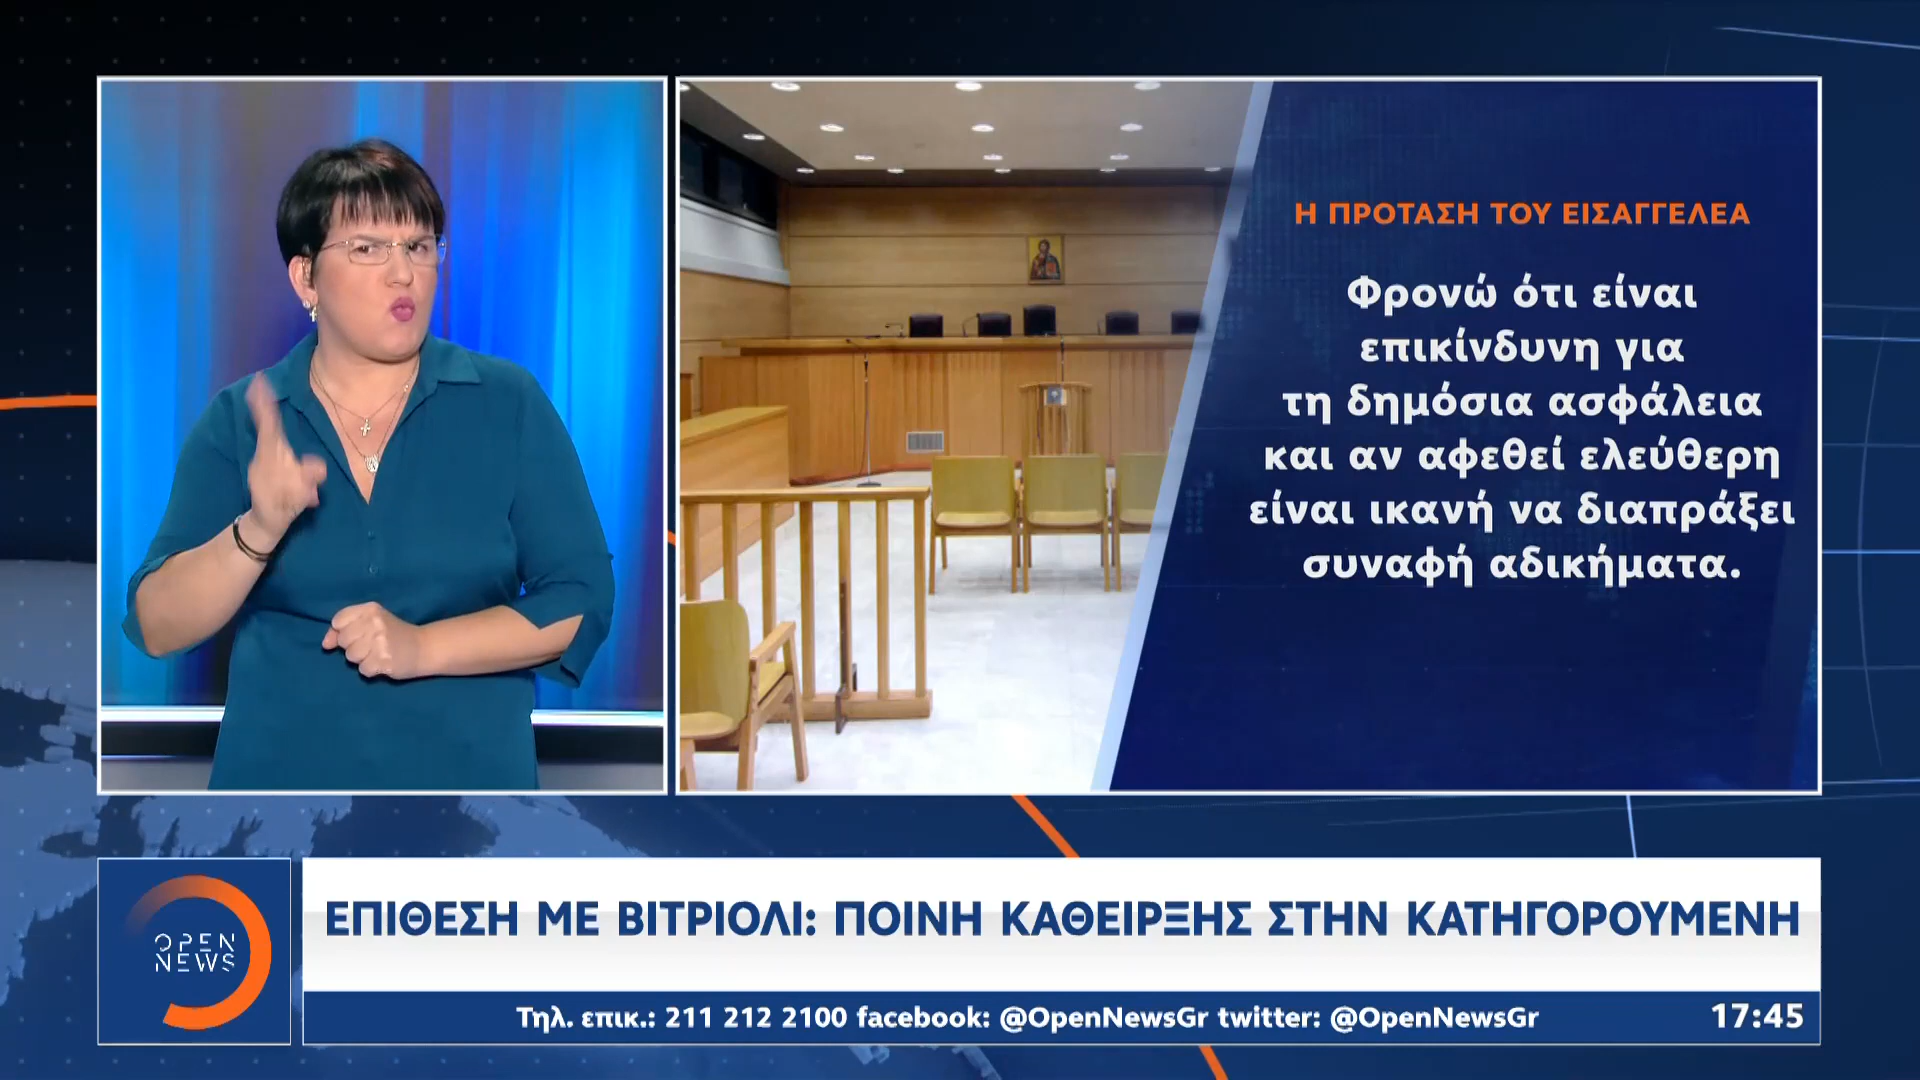 Η ΠΡΟΤΑΣΗ ΤΟΥ ΕΙΣΑΓΓΕΛΕΑ
Φρονώ ότι είναι
επικίνδυνη για
τη δημόσια ασφάλεια
και αν αφεθεί ελεύθερη
είναι ικανή να διαπράξει
συναφή αδικήματα.
OPEN
NEWS
ΕΠΙΘΕΣΗ ΜΕ ΒΙΤΡΙΟΛΙ: ΠΟΙΝΗ ΚΑΘΕΙΡΞΗΣ ΣΤΗΝ ΚΑΤΗΓΟΡΟΥΜΕΝΗ
Τηλ. επικ.: 211 212 2100 facebook: @OpenNewsGr twitter: @OpenNewsGr 17:45